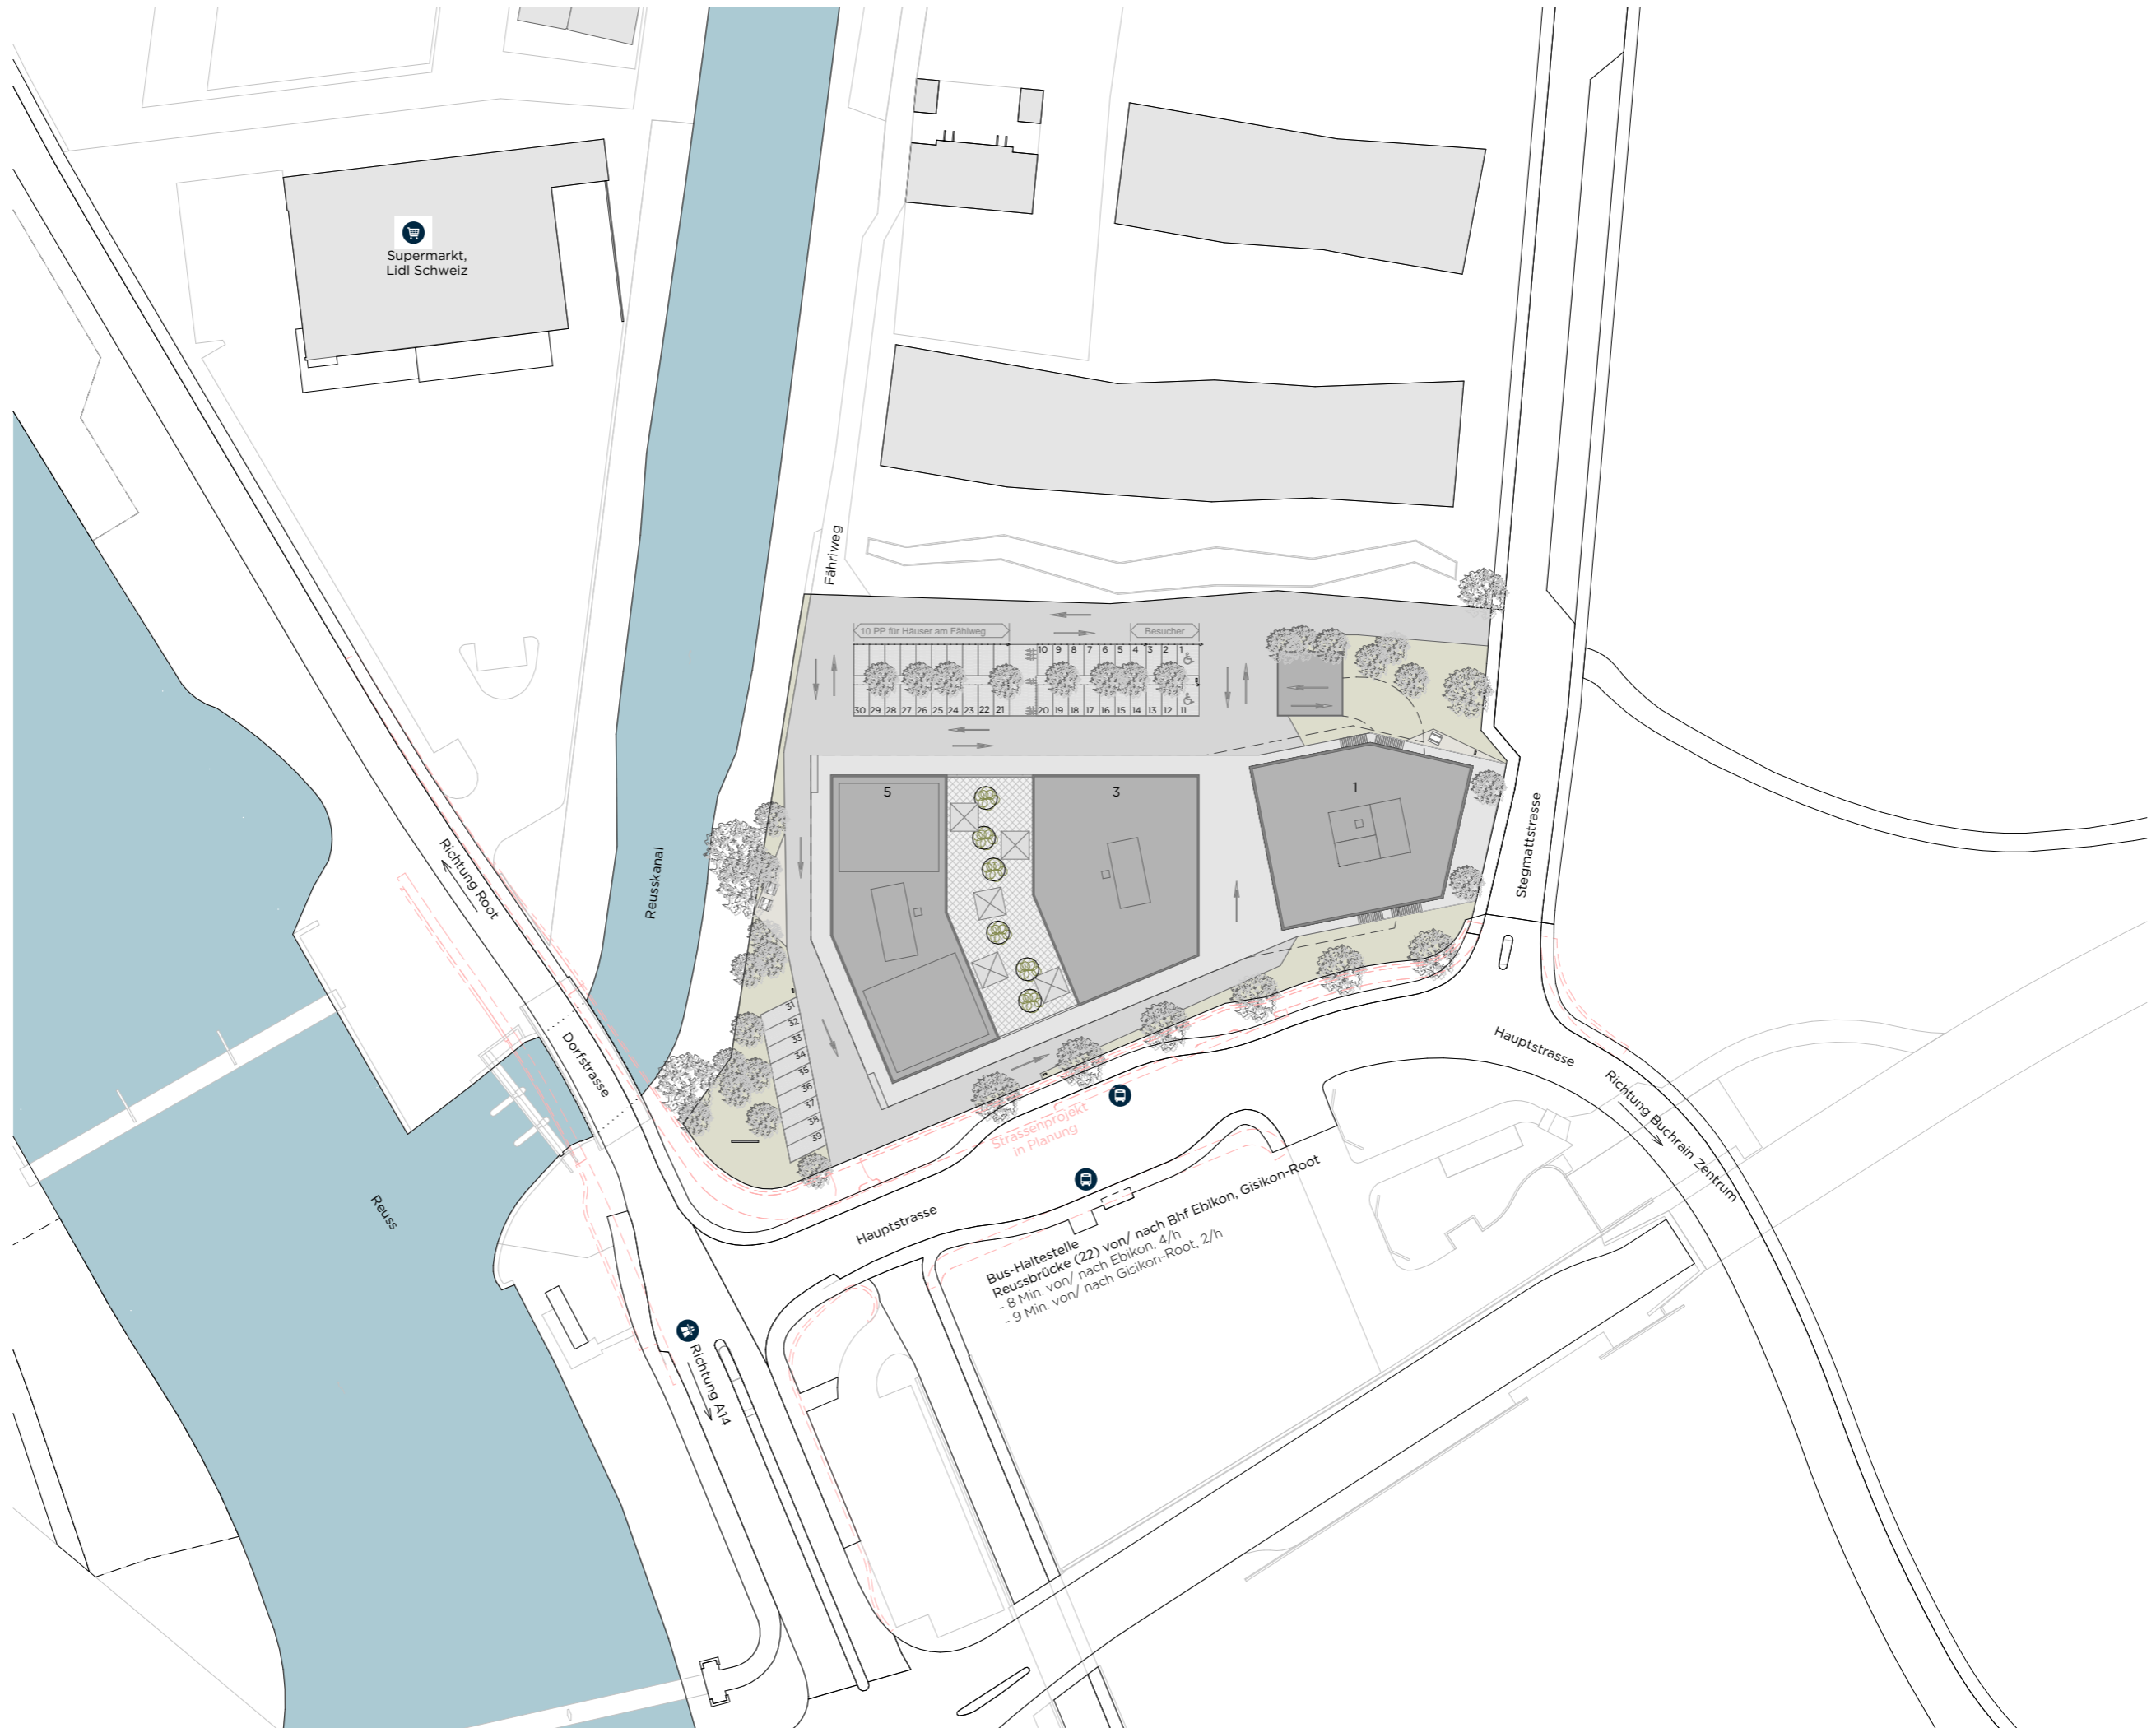 Supermarkt,
Lidl Schweiz
Fähriweg
10 PP für Häuser am Fähiweg
Besucher
10 9 8 7 6 5 4 3 2 1
30 29 28 27 26 25 24 23 22 21
20 19 18 17 16 15 14 13 12 11
5
3
1
Stegmattstrasse
Reusskanal
Richtung Root
31
32
33
34
35
36
37
38
39
Dorfstrasse
Hauptstrasse
Richtung Buchrain Zentrum
Strassenprojekt
in Planung
Reuss
Hauptstrasse
Bus-Haltestelle
Reussbrücke (22) von/ nach Bhf Ebikon, Gisikon-Root
- 8 Min. von/ nach Ebikon, 4/h
- 9 Min. von/ nach Gisikon-Root, 2/h
Richtung A14